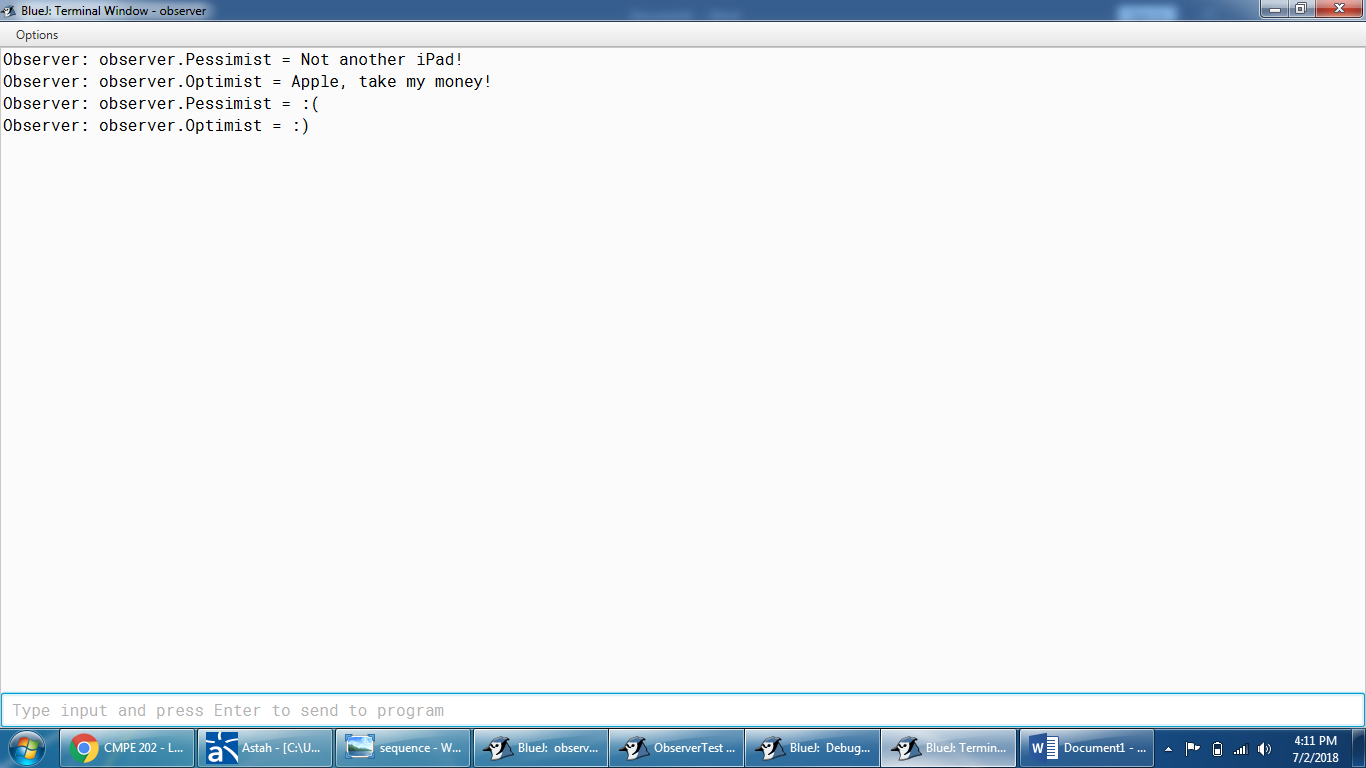 BlueJ: Terminal Window - observer
Options
Observer: observer.Pessimist = Not another iPad!
Observer: observer.Optimist = Apple, take my money!
Observer: observer.Pessimist = :(
Observer: observer.Optimist = :)
Type input and press Enter to send to program
CMPE 202 - L...
Astah - [C:\U...
sequence - W...
BlueJ: observ...
ObserverTest ...
BlueJ: Debug...
BlueJ: Termin...
Document1 - ...
4:11 PM
7/2/2018